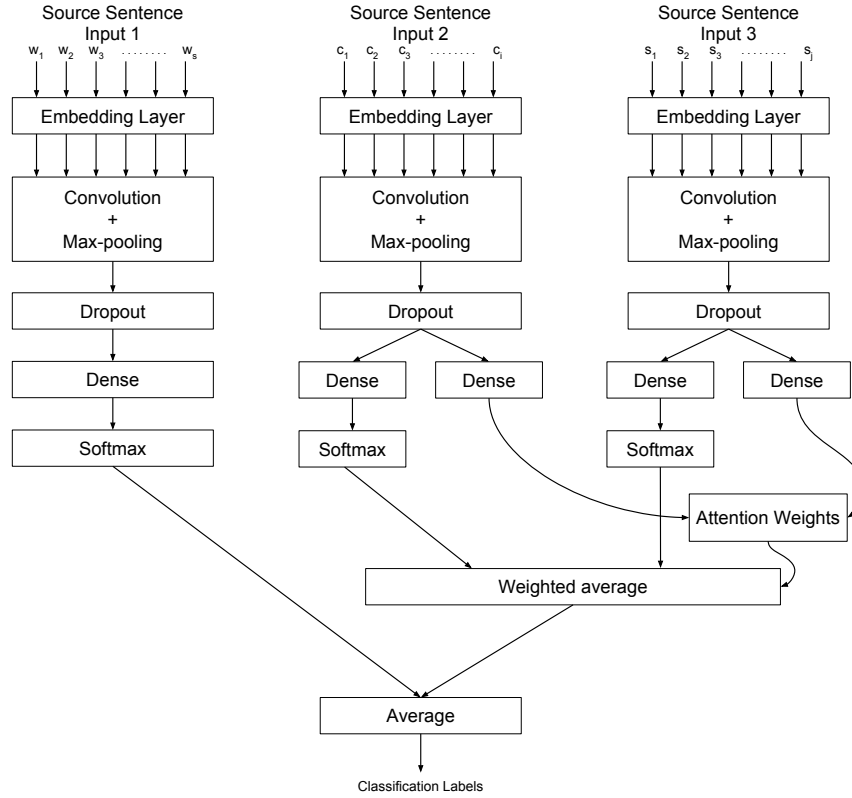 Source Sentence
Input 1
w1 w2 w3 ........ ws
Embedding Layer
Convolution
+
Max-pooling
Dropout
Dense
Softmax
Source Sentence
Input 2
c1 c2 c3 ........ ci
Embedding Layer
Convolution
+
Max-pooling
Dropout
Dense
Dense
Softmax
Source Sentence
Input 3
s1 s2 s3 ........ sj
Embedding Layer
Convolution
+
Max-pooling
Dropout
Dense
Dense
Softmax
Attention Weights
Weighted average
Average
Classification Labels